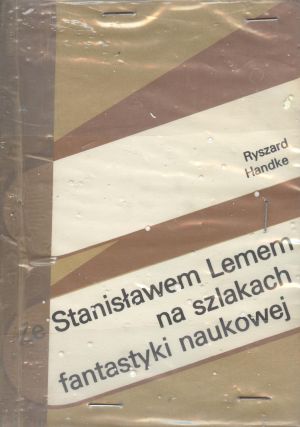 Ryszard
Handke
Ze Stanisławem Lemem
na szlakach
fantastyki naukowej